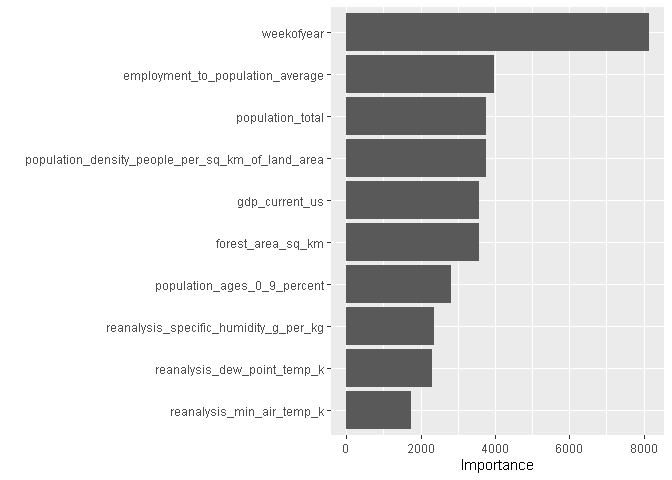 weekofyear
employment_to_population_average
population_total
population_density_people_per_sq_km_of_land_area
gdp_current_us
forest_area_sq_km
population_ages_0_9_percent
reanalysis_specific_humidity_g_per_kg
reanalysis_dew_point_temp_k
reanalysis_min_air_temp_k
0 2000 4000 6000 8000
Importance